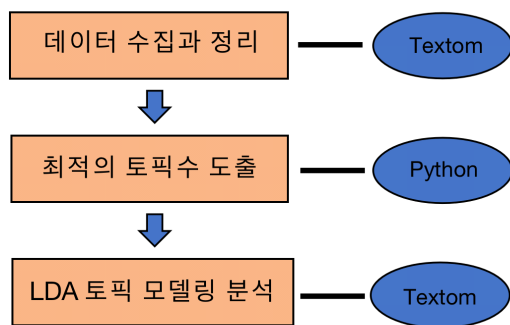 데이터 수집과 정리
Textom
최적의 토픽수 도출
Python
LDA 토픽 모델링 분석
Textom